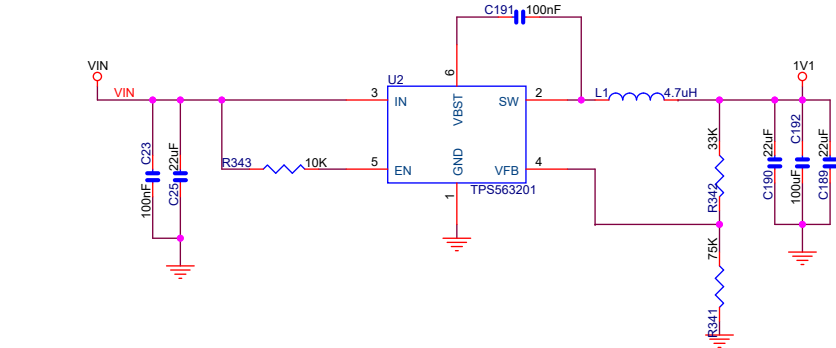 C191 100nF
VIN
VIN
1V1
U2
3
IN
6
VBST
SW
2
L1 4.7uH
C23
100nF
22uF
C25
R343
10K
5
EN
GND
1
VFB
4
TPS563201
33K
R342
75K
R341
22uF
C190
C192
100uF
22uF
C189